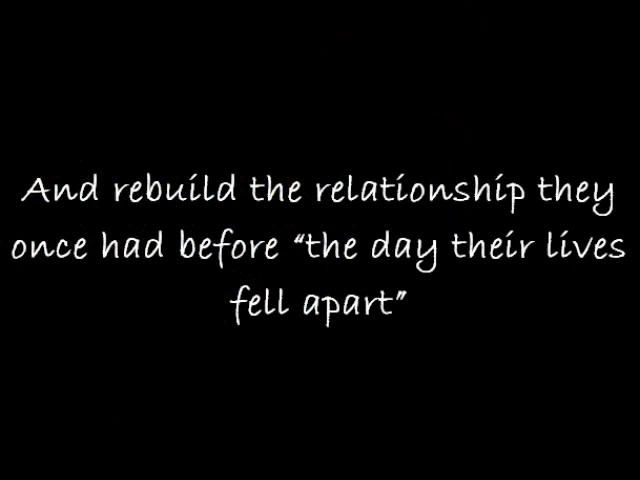 And rebuild the relationship they
once had before “the day their lives
fell apart”